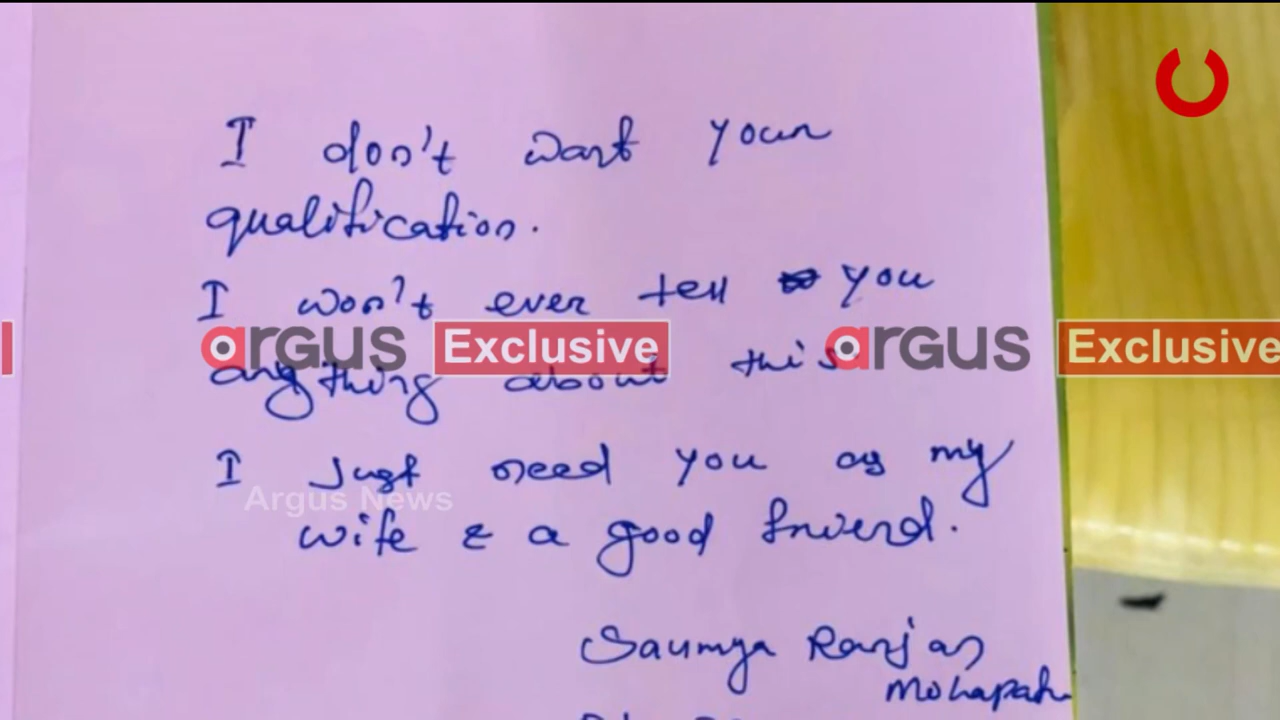 I don't want your
qualification.
I won't ever tell you
argus Exclusive argus Exclusive
anything about this
I Just need you as my
Argus News
wife & a good friend.
Saumya Ranjan
Mohapatr